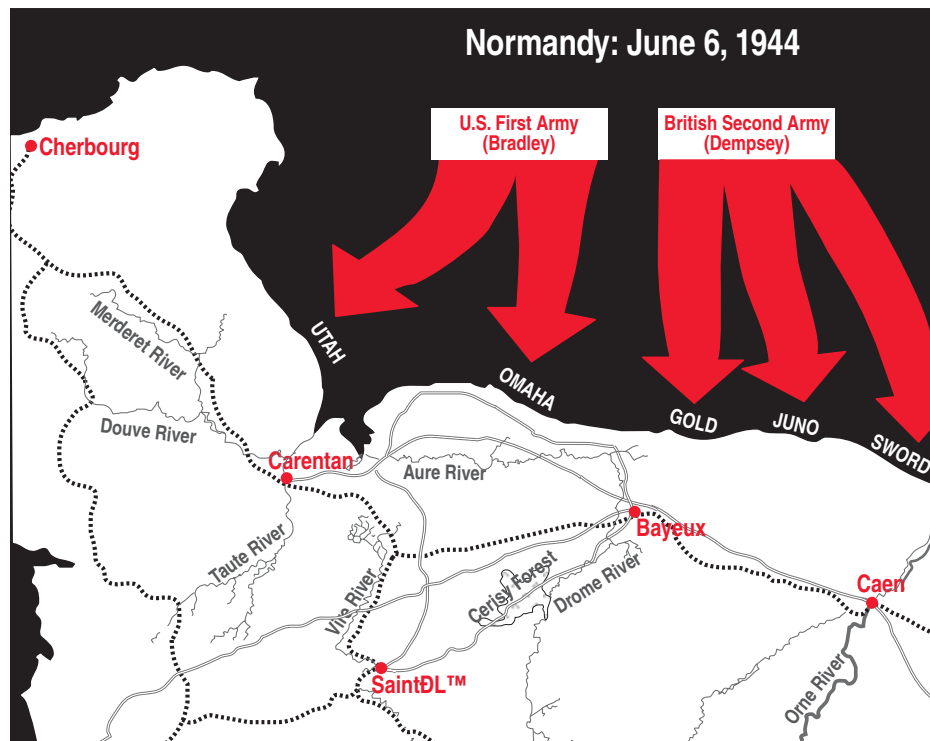 Normandy: June 6, 1944
U.S. First Army
(Bradley)
British Second Army
(Dempsey)
Cherbourg
UTAH
OMAHA
GOLD
JUNO
SWORD
Merderet River
Douve River
Carentan
Aure River
Bayeux
Taute River
Vire River
Cerisy Forest
Drome River
Caen
SaintÐL™
Orne River